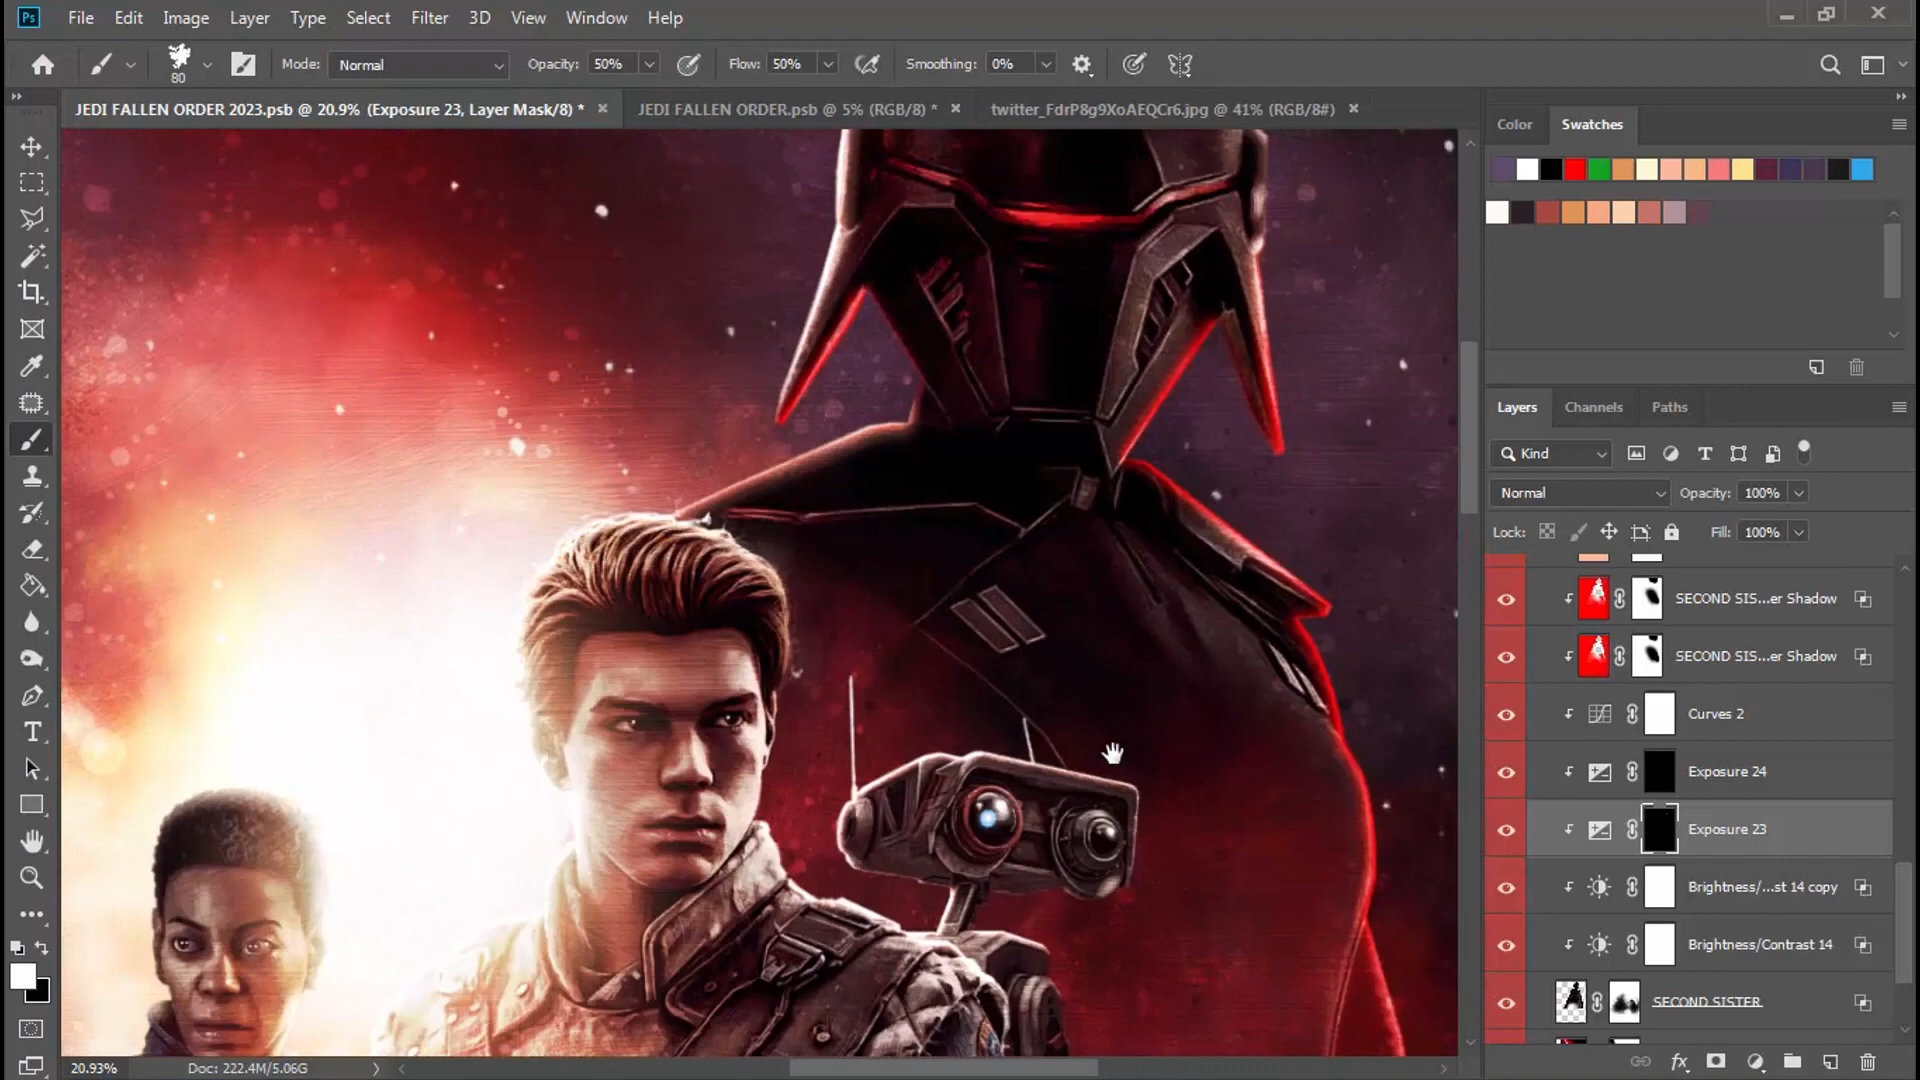 Ps File Edit Image Layer Type Select Filter 3D View Window Help
80 Mode: Normal Opacity: 50% Flow: 50% Smoothing: 0%
JEDI FALLEN ORDER 2023.psb @ 20.9% (Exposure 23, Layer Mask/8) * JEDI FALLEN ORDER.psb @ 5% (RGB/8) * twitter_FdrP8g9XoAEQCr6.jpg @ 41% (RGB/8#)
Color Swatches
Layers Channels Paths
Kind
Normal Opacity: 100%
Lock: Fill: 100%
SECOND SIS...er Shadow
SECOND SIS...er Shadow
Curves 2
Exposure 24
Exposure 23
Brightness/...st 14 copy
Brightness/Contrast 14
SECOND SISTER
20.93% Doc: 222.4M/5.06G